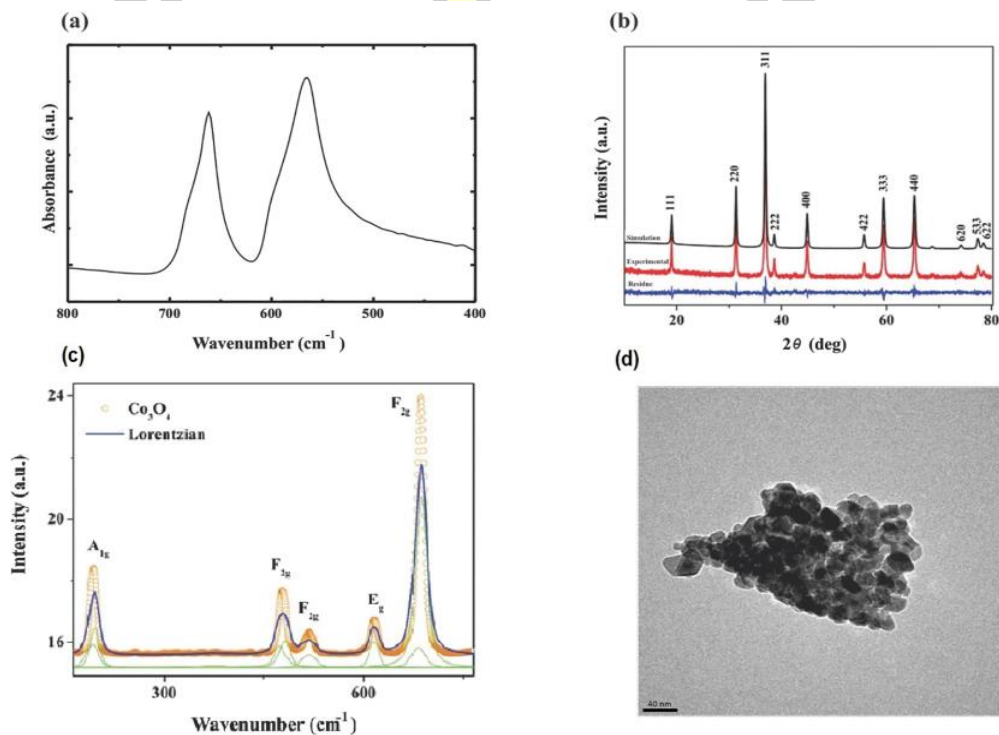 (a)
Absorbance (a.u.)
800 700 600 500 400
Wavenumber (cm-1)
(b)
Intensity (a.u.)
111
220
311
222
400
422
333
440
620
533
622
Simulation
Experimental
Residue
20 40 60 80
2θ (deg)
(c)
Intensity (a.u.)
24
20
16
Co3O4
Lorentzian
A1g
F2g
F2g
Eg
F2g
300 600
Wavenumber (cm-1)
(d)
40 nm